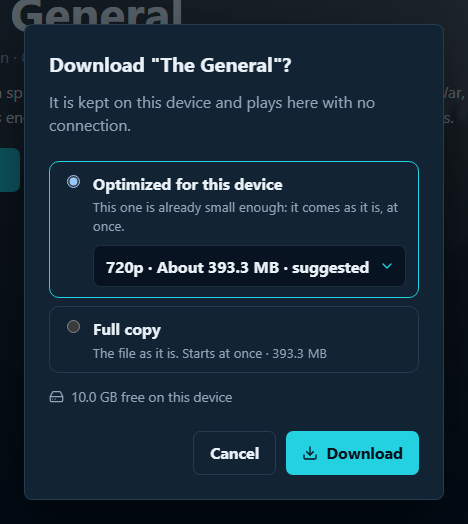 General
Download "The General"?
It is kept on this device and plays here with no
connection.
Optimized for this device
This one is already small enough: it comes as it is, at
once.
720p · About 393.3 MB · suggested
Full copy
The file as it is. Starts at once · 393.3 MB
10.0 GB free on this device
Cancel
Download